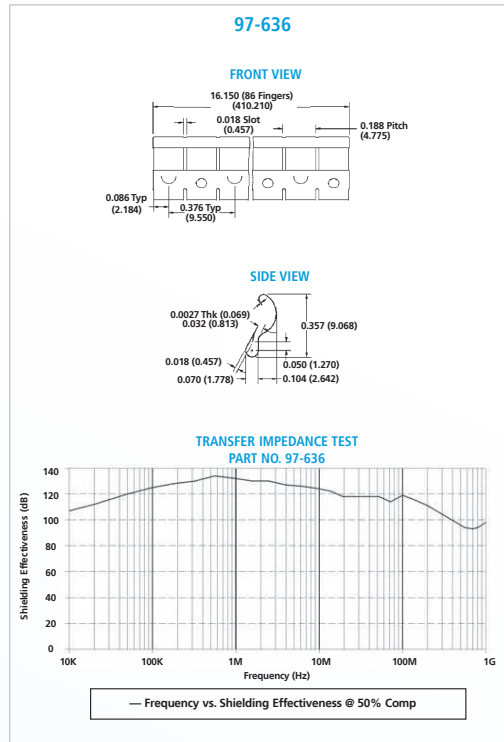 97-636
FRONT VIEW
16.150 (86 Fingers)
(410.210)
0.018 Slot
(0.457)
0.188 Pitch
(4.775)
0.086 Typ
(2.184)
0.376 Typ
(9.550)
SIDE VIEW
0.0027 Thk (0.069)
0.032 (0.813)
0.357 (9.068)
0.018 (0.457)
0.050 (1.270)
0.070 (1.778)
0.104 (2.642)
TRANSFER IMPEDANCE TEST
PART NO. 97-636
Shielding Effectiveness (dB)
140
120
100
80
60
40
20
0
10K 100K 1M 10M 100M 1G
Frequency (Hz)
— Frequency vs. Shielding Effectiveness @ 50% Comp